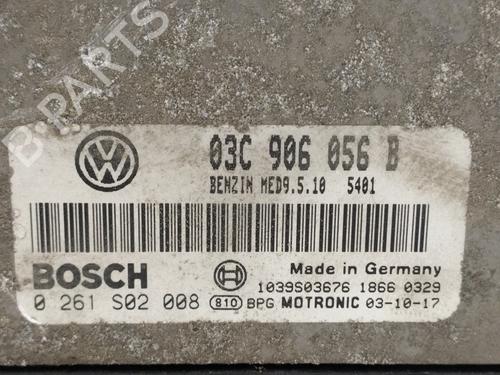 B-PARTS
03C 906 056 B
BENZIN MED9.5.10 5401
BOSCH
Made in Germany
1039S03676 1866 0329
0 261 S02 008 810 BPG MOTRONIC 03-10-17